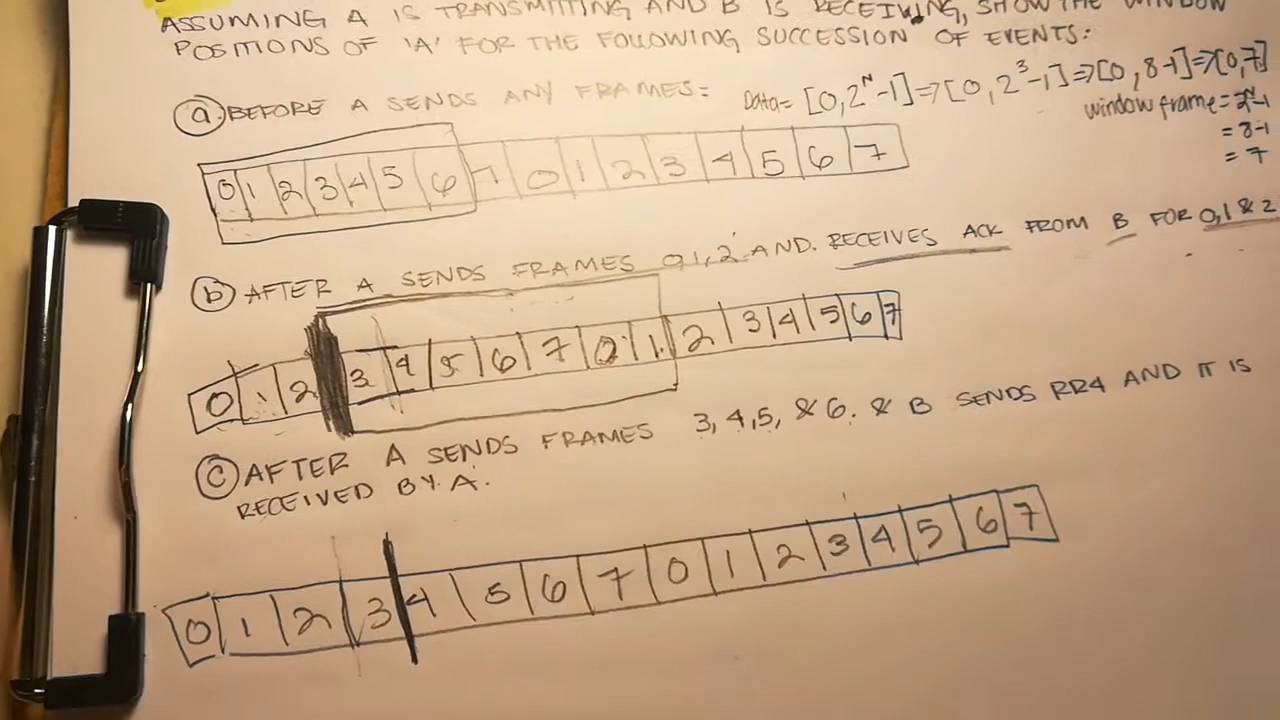 ASSUMING A IS TRANSMITTING AND B IS RECEIVING, SHOW THE WINDOW
POSITIONS OF 'A' FOR THE FOLLOWING SUCCESSION OF EVENTS:
(a) BEFORE A SENDS ANY FRAMES: Data= [0,2^N-1]=>[0,2^3-1]=>[0,8-1]=>[0,7]
window frame=2^N-1
= 8-1
= 7
0 1 2 3 4 5 6 7 0 1 2 3 4 5 6 7
(b) AFTER A SENDS FRAMES 0,1,2 AND. RECEIVES ACK FROM B FOR 0,1 & 2
0 1 2 3 4 5 6 7 0 1 2 3 4 5 6 7
(c) AFTER A SENDS FRAMES 3, 4, 5, & 6. & B SENDS RR4 AND IT IS
RECEIVED BY A.
0 1 2 3 4 5 6 7 0 1 2 3 4 5 6 7